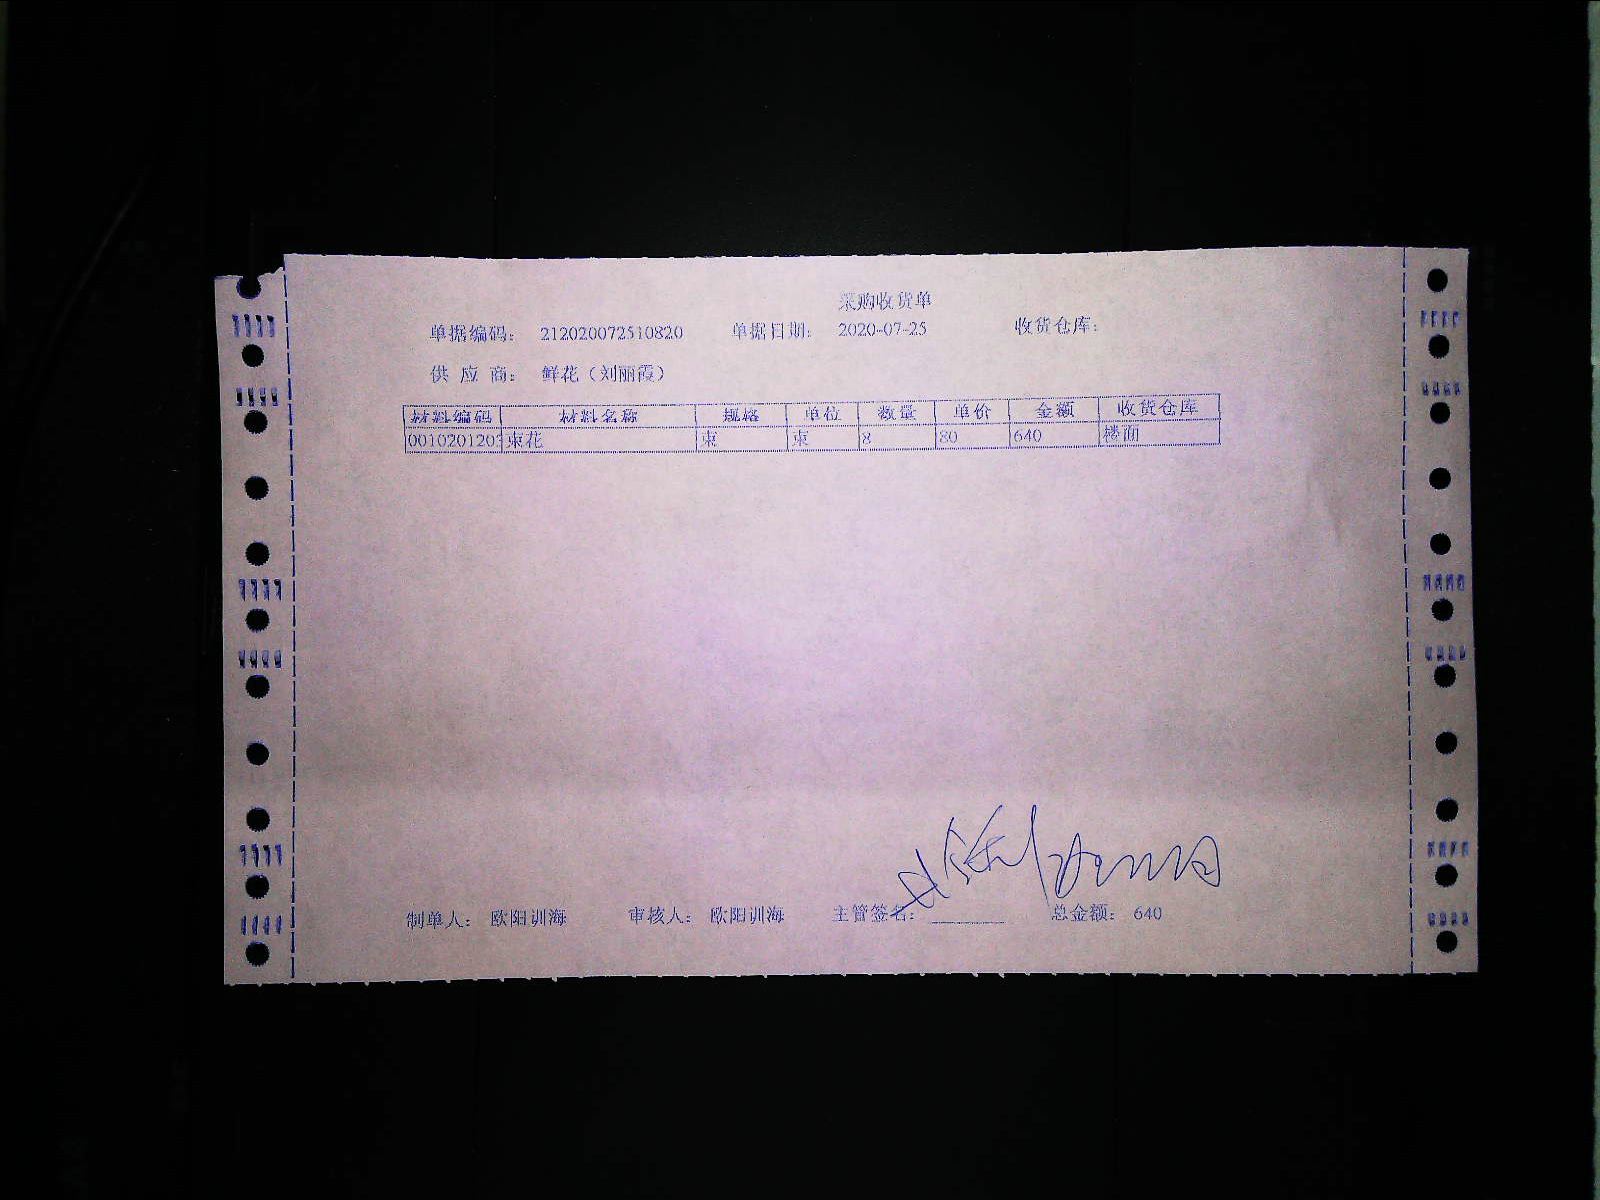 采购收货单
单据编码： 212020072510820 单据日期： 2020-07-25 收货仓库：
供 应 商： 鲜花（刘丽霞）
材料编码 材料名称 规格 单位 数量 单价 金额 收货仓库
0010201203 束花 束 束 8 80 640 楼面
制单人： 欧阳训海 审核人： 欧阳训海 主管签名： 总金额： 640